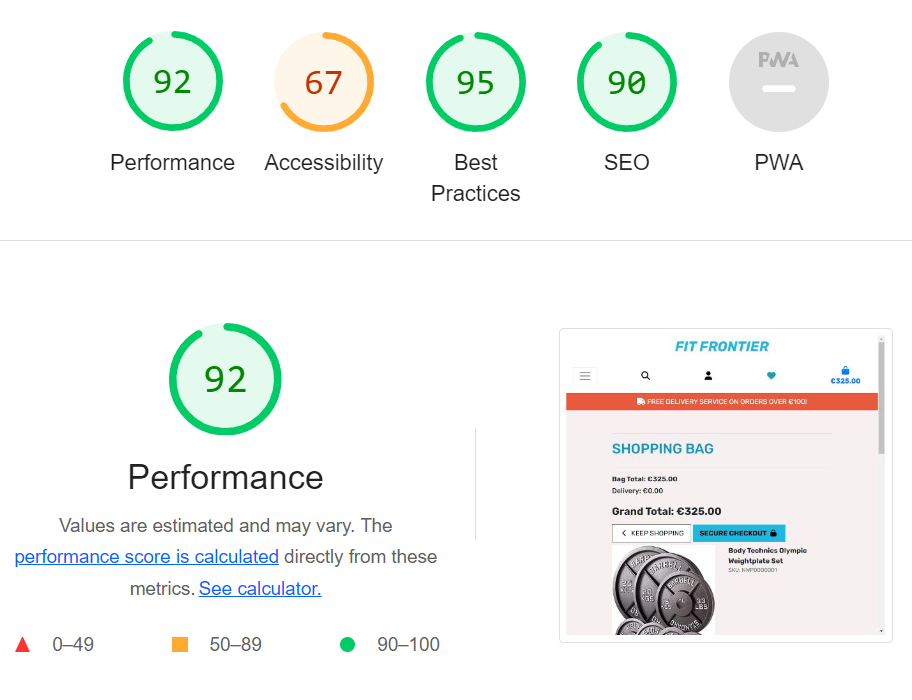 92
67
95
90
PWA
Performance
Accessibility
Best
Practices
SEO
PWA
92
Performance
Values are estimated and may vary. The
performance score is calculated directly from these
metrics. See calculator.
0–49
50–89
90–100
FIT FRONTIER
€325.00
FREE DELIVERY SERVICE ON ORDERS OVER €100!
SHOPPING BAG
Bag Total: €325.00
Delivery: €0.00
Grand Total: €325.00
KEEP SHOPPING
SECURE CHECKOUT
Body Technics Olympic
Weightplate Set
BARBELL